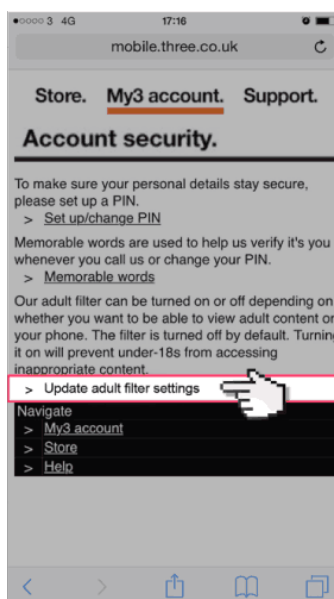 3 4G 17:16
mobile.three.co.uk
Store. My3 account. Support.
Account security.
To make sure your personal details stay secure,
please set up a PIN.
> Set up/change PIN
Memorable words are used to help us verify it's you
whenever you call us or change your PIN.
> Memorable words
Our adult filter can be turned on or off depending on
whether you want to be able to view adult content on
your phone. The filter is turned off by default. Turning
it on will prevent under-18s from accessing
inappropriate content.
> Update adult filter settings
Navigate
> My3 account
> Store
> Help